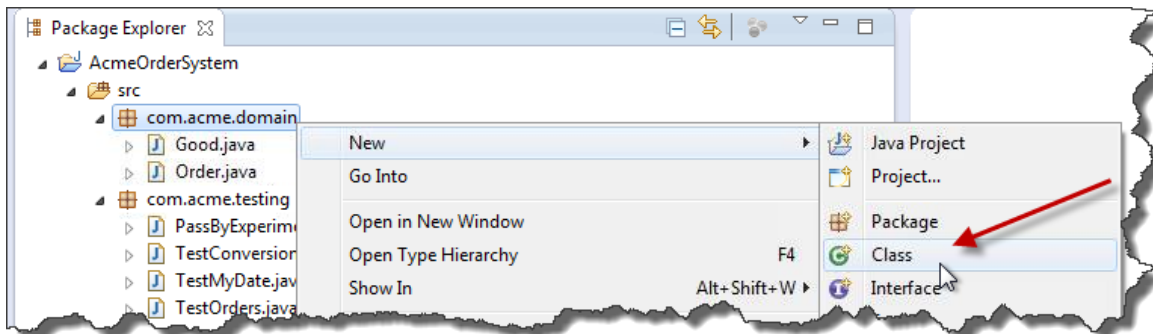 Package Explorer
AcmeOrderSystem
src
com.acme.domain
Good.java
Order.java
com.acme.testing
PassByExperim
TestConversion
TestMyDate.jav
TestOrders.java
New
Go Into
Open in New Window
Open Type Hierarchy F4
Show In Alt+Shift+W
Java Project
Project...
Package
Class
Interface